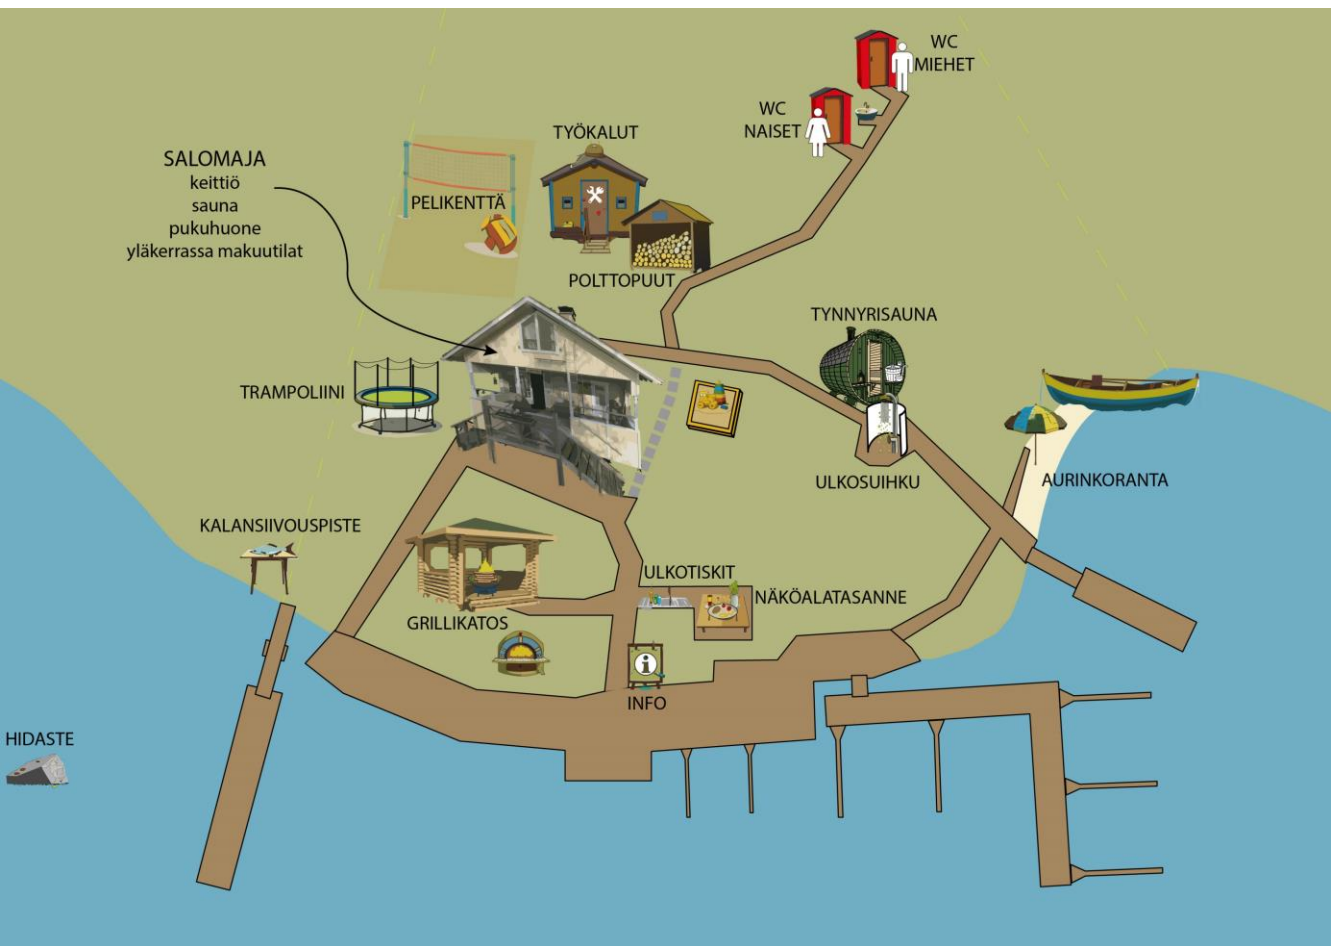 WC
MIEHET
WC
NAISET
TYÖKALUT
SALOMAJA
keittiö
sauna
pukuhuone
yläkerrassa makuutilat
PELIKENTTÄ
POLTTOPUUT
TYNNYRISAUNA
TRAMPOLIINI
ULKOSUIHKU
AURINKORANTA
KALANSIIVOUSPISTE
ULKOTISKIT
NÄKÖALATASANNE
GRILLIKATOS
i
INFO
HIDASTE